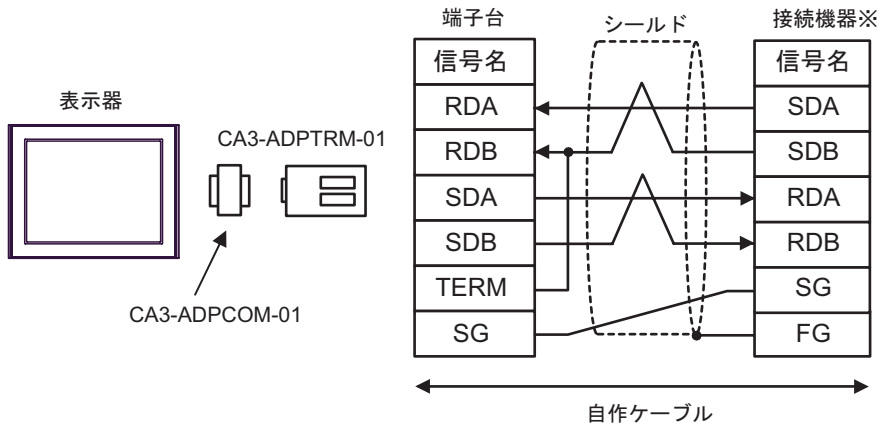 表示器
CA3-ADPTRM-01
CA3-ADPCOM-01
端子台
シールド
接続機器※
信号名
信号名
RDA
SDA
RDB
SDB
SDA
RDA
SDB
RDB
TERM
SG
SG
FG
自作ケーブル